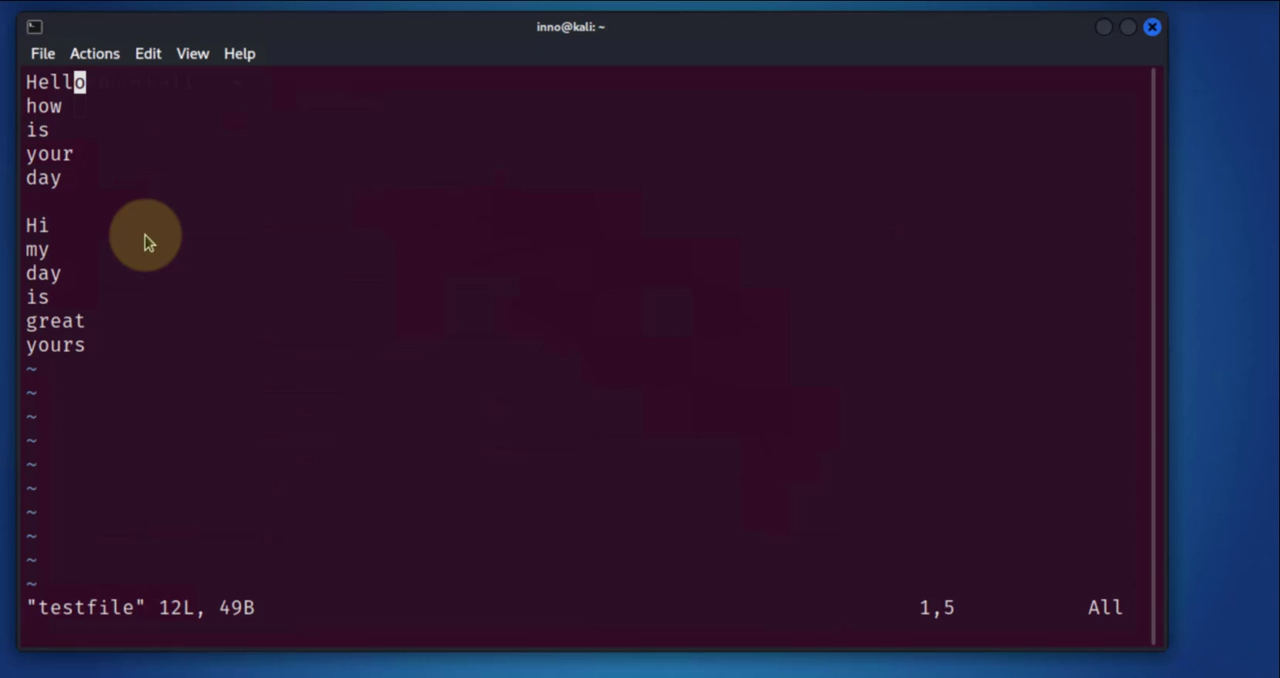 inno@kali: ~
File Actions Edit View Help
Hello
how
is
your
day

Hi
my
day
is
great
yours
~
~
~
~
~
~
~
~
~
~
"testfile" 12L, 49B 1,5 All